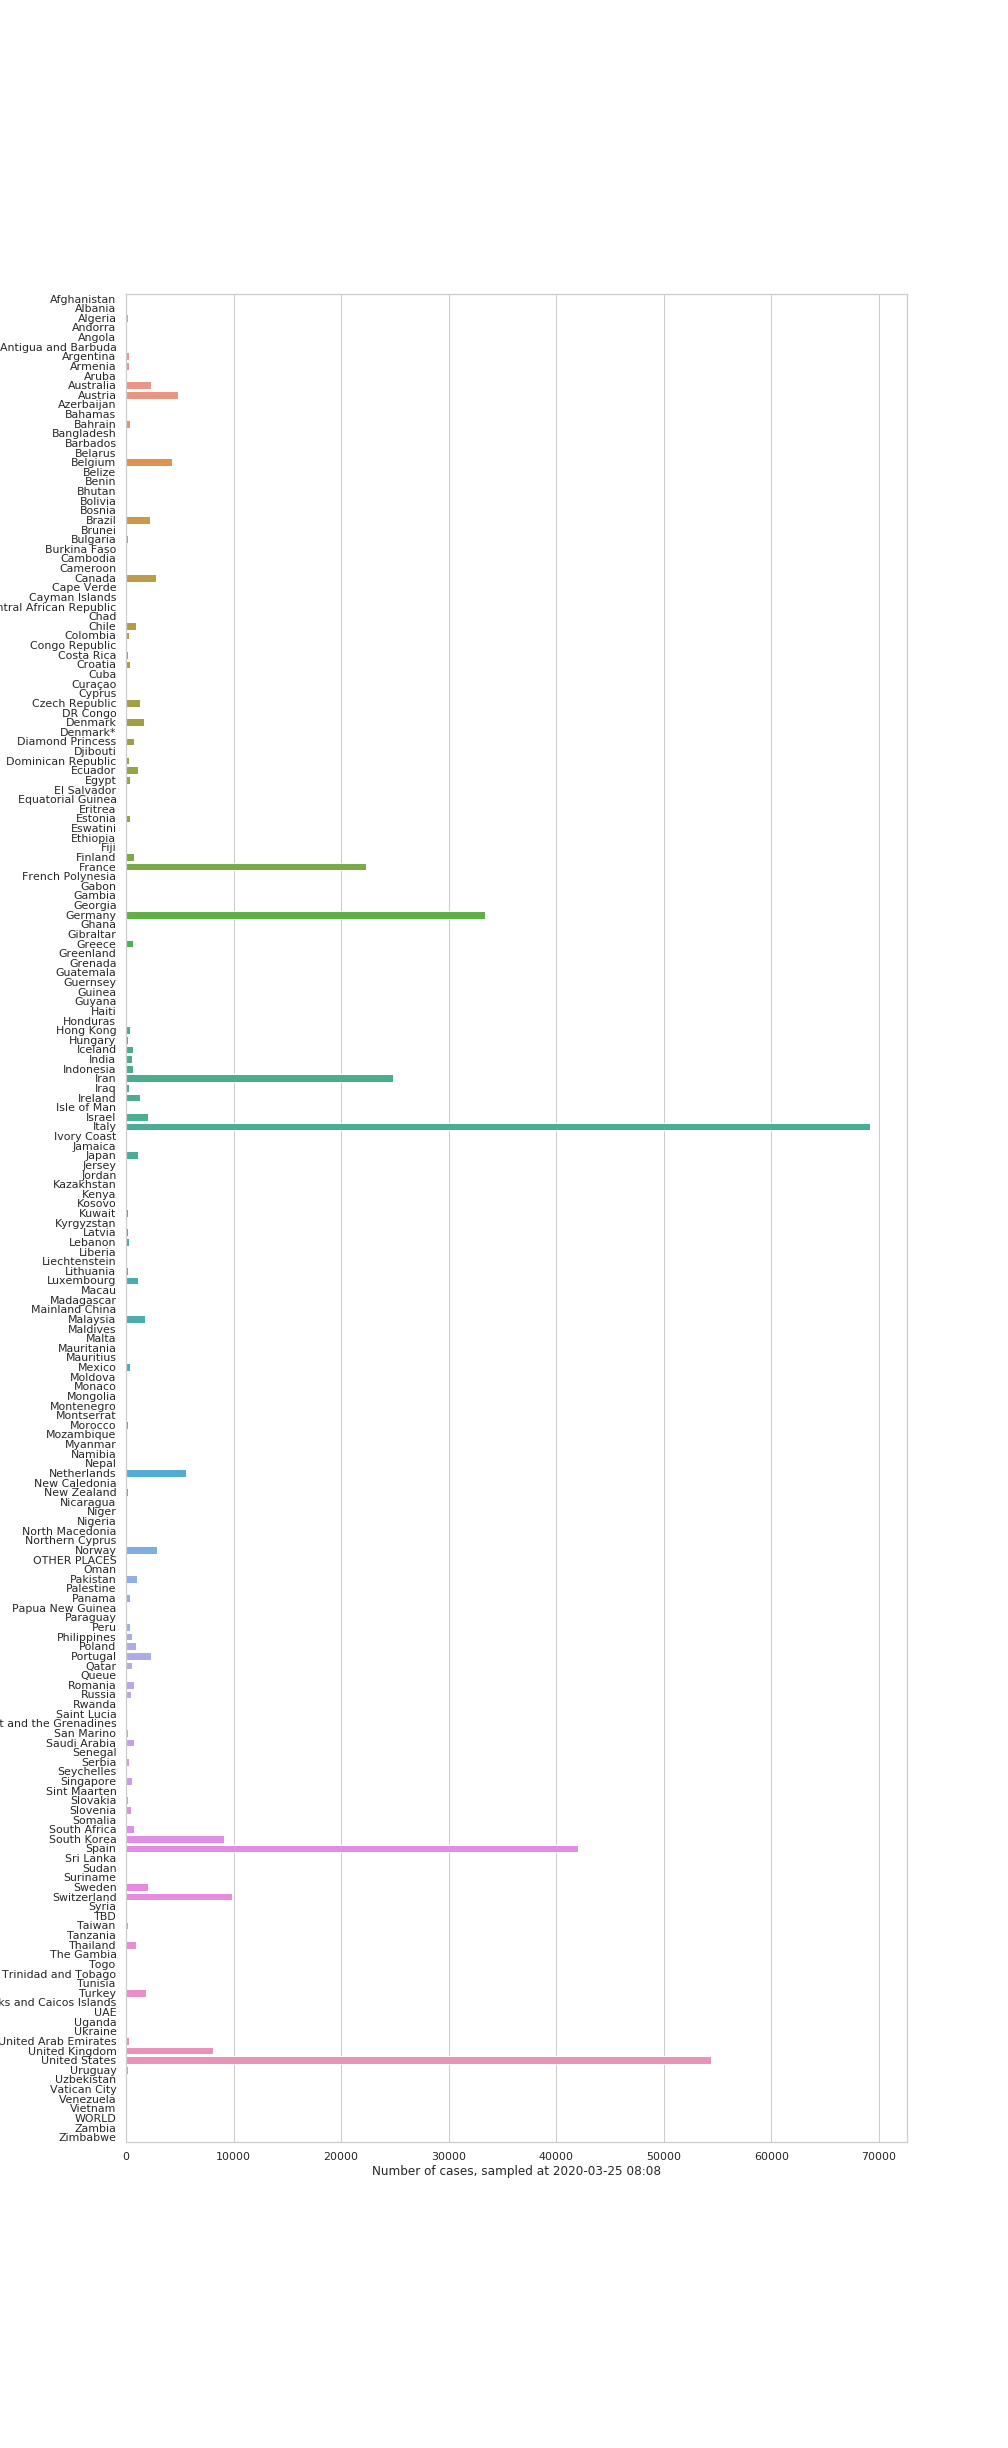 Afghanistan
Albania
Algeria
Andorra
Angola
Antigua and Barbuda
Argentina
Armenia
Aruba
Australia
Austria
Azerbaijan
Bahamas
Bahrain
Bangladesh
Barbados
Belarus
Belgium
Belize
Benin
Bhutan
Bolivia
Bosnia
Brazil
Brunei
Bulgaria
Burkina Faso
Cambodia
Cameroon
Canada
Cape Verde
Cayman Islands
ntral African Republic
Chad
Chile
Colombia
Congo Republic
Costa Rica
Croatia
Cuba
Curaçao
Cyprus
Czech Republic
DR Congo
Denmark
Denmark*
Diamond Princess
Djibouti
Dominican Republic
Ecuador
Egypt
El Salvador
Equatorial Guinea
Eritrea
Estonia
Eswatini
Ethiopia
Fiji
Finland
France
French Polynesia
Gabon
Gambia
Georgia
Germany
Ghana
Gibraltar
Greece
Greenland
Grenada
Guatemala
Guernsey
Guinea
Guyana
Haiti
Honduras
Hong Kong
Hungary
Iceland
India
Indonesia
Iran
Iraq
Ireland
Isle of Man
Israel
Italy
Ivory Coast
Jamaica
Japan
Jersey
Jordan
Kazakhstan
Kenya
Kosovo
Kuwait
Kyrgyzstan
Latvia
Lebanon
Liberia
Liechtenstein
Lithuania
Luxembourg
Macau
Madagascar
Mainland China
Malaysia
Maldives
Malta
Mauritania
Mauritius
Mexico
Moldova
Monaco
Mongolia
Montenegro
Montserrat
Morocco
Mozambique
Myanmar
Namibia
Nepal
Netherlands
New Caledonia
New Zealand
Nicaragua
Niger
Nigeria
North Macedonia
Northern Cyprus
Norway
OTHER PLACES
Oman
Pakistan
Palestine
Panama
Papua New Guinea
Paraguay
Peru
Philippines
Poland
Portugal
Qatar
Queue
Romania
Russia
Rwanda
Saint Lucia
t and the Grenadines
San Marino
Saudi Arabia
Senegal
Serbia
Seychelles
Singapore
Sint Maarten
Slovakia
Slovenia
Somalia
South Africa
South Korea
Spain
Sri Lanka
Sudan
Suriname
Sweden
Switzerland
Syria
TBD
Taiwan
Tanzania
Thailand
The Gambia
Togo
Trinidad and Tobago
Tunisia
Turkey
ks and Caicos Islands
UAE
Uganda
Ukraine
United Arab Emirates
United Kingdom
United States
Uruguay
Uzbekistan
Vatican City
Venezuela
Vietnam
WORLD
Zambia
Zimbabwe
0 10000 20000 30000 40000 50000 60000 70000
Number of cases, sampled at 2020-03-25 08:08